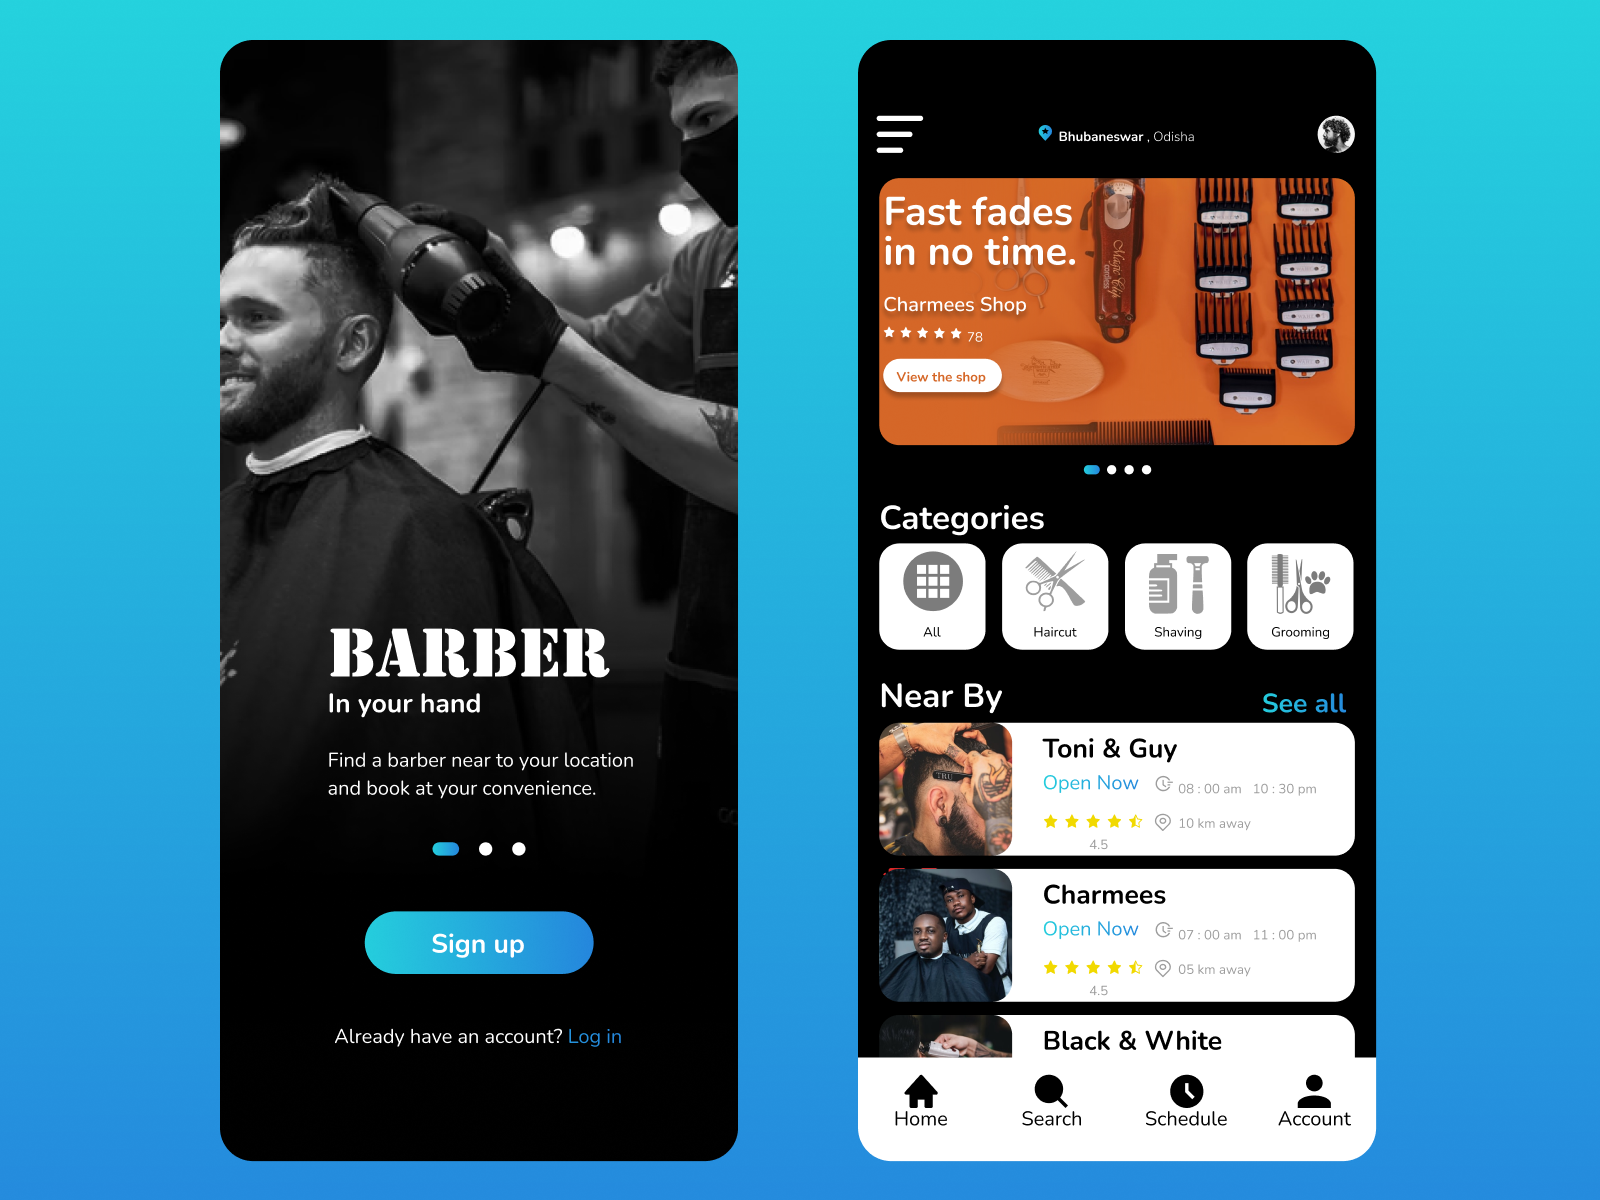 BARBER
In your hand
Find a barber near to your location
and book at your convenience.
Sign up
Already have an account? Log in
Bhubaneswar , Odisha
Fast fades
in no time.
Charmees Shop
78
View the shop
Magic Clip
CORDLESS
Categories
All
Haircut
Shaving
Grooming
Near By
See all
Toni & Guy
Open Now
08 : 00 am 10 : 30 pm
10 km away
4.5
Charmees
Open Now
07 : 00 am 11 : 00 pm
05 km away
4.5
Black & White
Home
Search
Schedule
Account